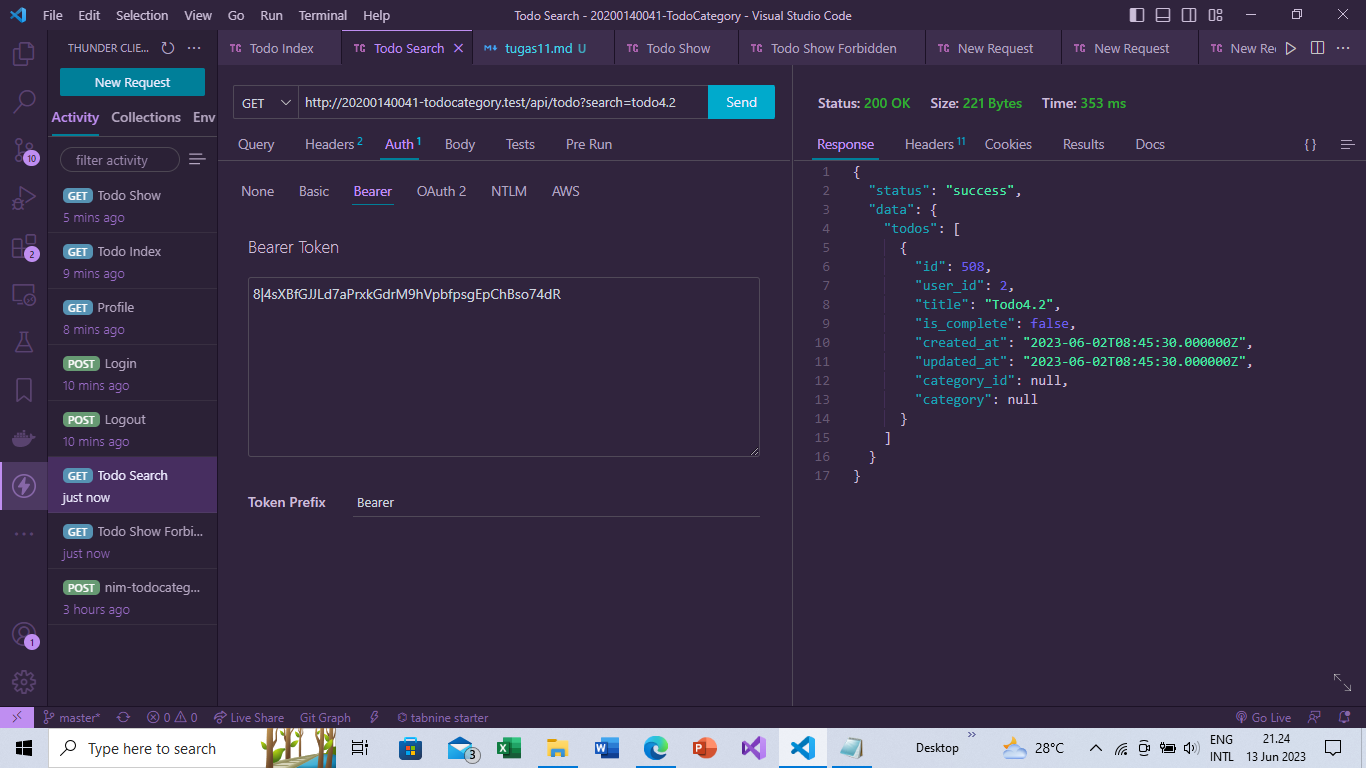 File Edit Selection View Go Run Terminal Help Todo Search - 20200140041-TodoCategory - Visual Studio Code
THUNDER CLIE...
TC Todo Index TC Todo Search TC tugas11.md U TC Todo Show TC Todo Show Forbidden TC New Request TC New Request TC New Re
New Request
Activity Collections Env
filter activity
GET Todo Show
5 mins ago
GET Todo Index
9 mins ago
GET Profile
8 mins ago
POST Login
10 mins ago
POST Logout
10 mins ago
GET Todo Search
just now
GET Todo Show Forbi...
just now
POST nim-todocateg...
3 hours ago
10
2
1
GET http://20200140041-todocategory.test/api/todo?search=todo4.2 Send
Query Headers 2 Auth 1 Body Tests Pre Run
None Basic Bearer OAuth 2 NTLM AWS
Bearer Token
8|4sXBfGJJLd7aPrxkGdrM9hVpbfpsgEpChBso74dR
Token Prefix Bearer
Status: 200 OK Size: 221 Bytes Time: 353 ms
Response Headers 11 Cookies Results Docs { }
1 {
2 "status": "success",
3 "data": {
4 "todos": [
5 {
6 "id": 508,
7 "user_id": 2,
8 "title": "Todo4.2",
9 "is_complete": false,
10 "created_at": "2023-06-02T08:45:30.000000Z",
11 "updated_at": "2023-06-02T08:45:30.000000Z",
12 "category_id": null,
13 "category": null
14 }
15 ]
16 }
17 }
master* 0 0 Live Share Git Graph tabnine starter Go Live
Type here to search 3 Desktop 28°C ENG 21.24
INTL 13 Jun 2023